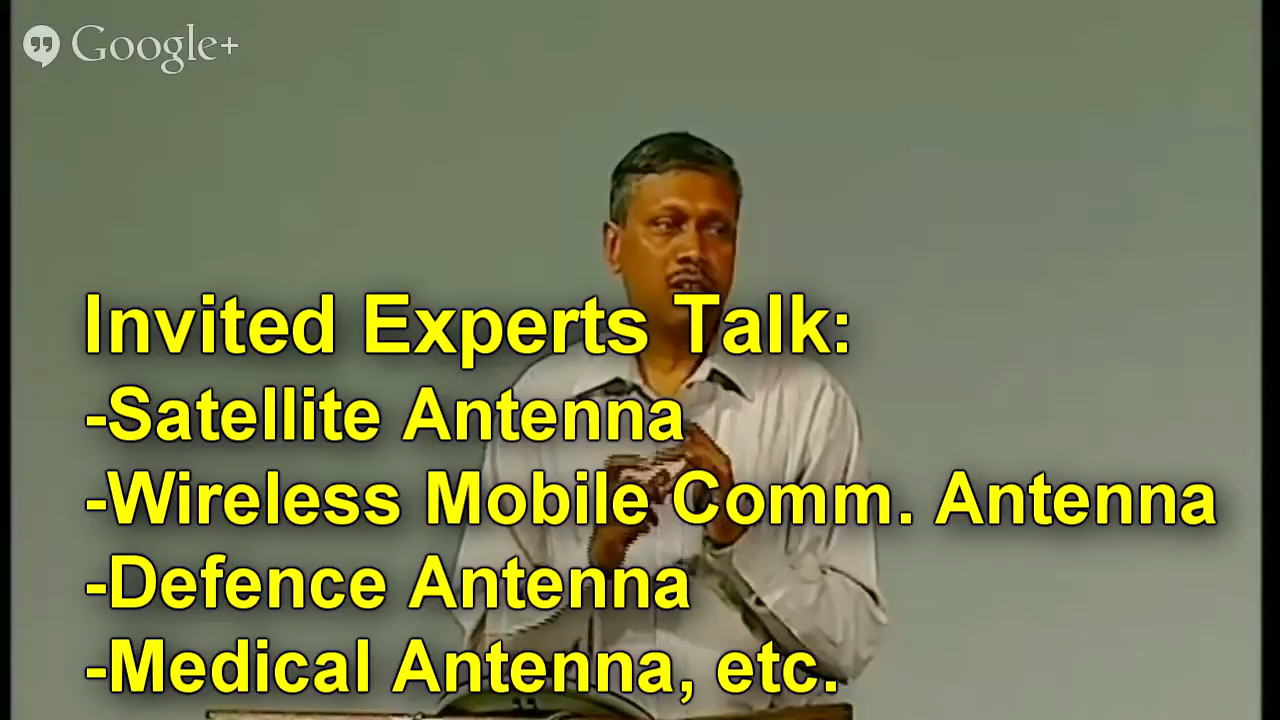 Google+
Invited Experts Talk:
-Satellite Antenna
-Wireless Mobile Comm. Antenna
-Defence Antenna
-Medical Antenna, etc.